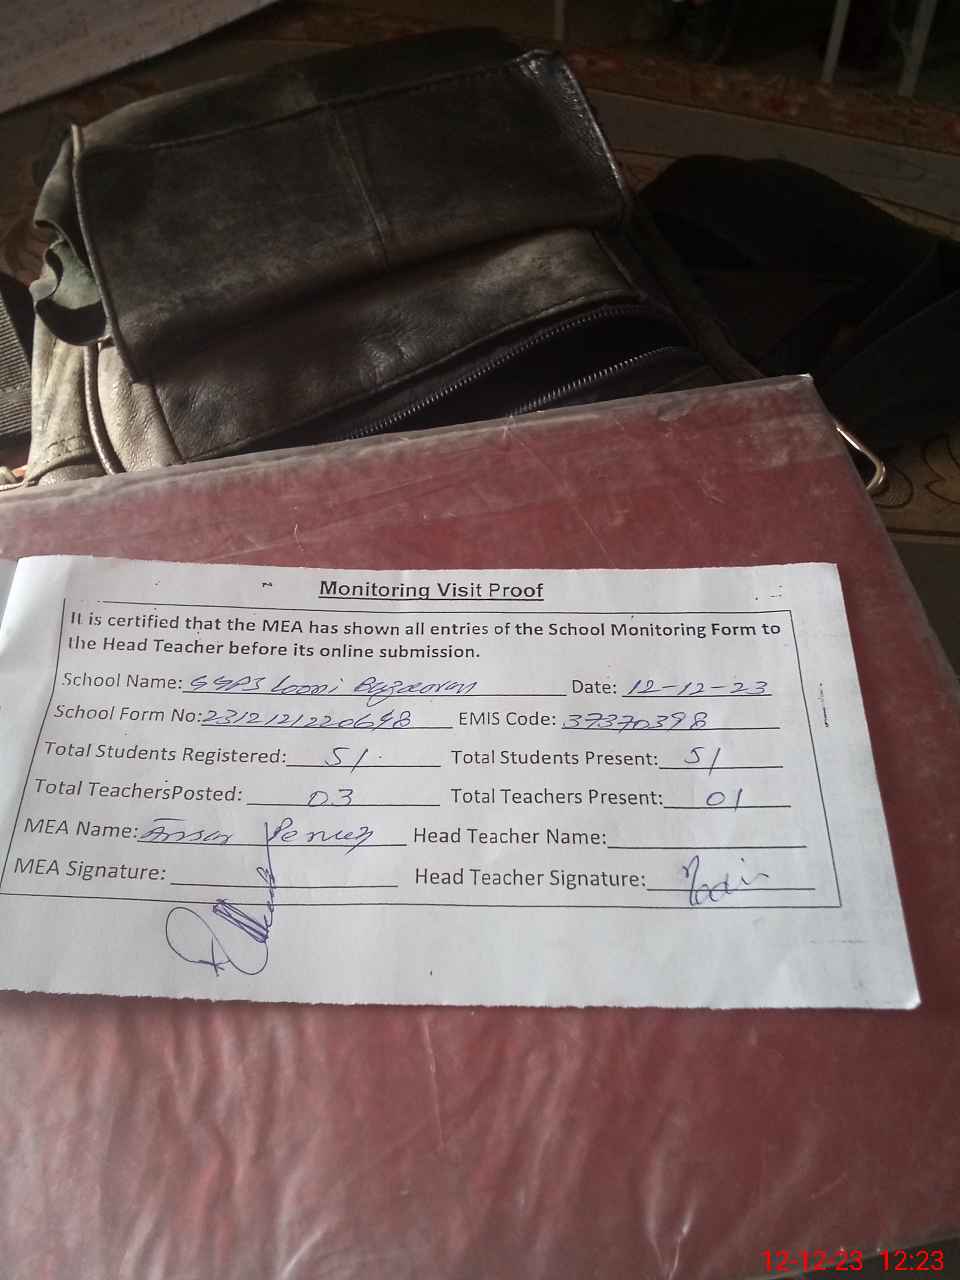 Monitoring Visit Proof
It is certified that the MEA has shown all entries of the School Monitoring Form to
the Head Teacher before its online submission.
School Name: GGPS Looni Date: 12-12-23
School Form No: 2312121220648 EMIS Code: 37370398
Total Students Registered: 51 Total Students Present: 51
Total TeachersPosted: 03 Total Teachers Present: 01
MEA Name: Ansar Pervez Head Teacher Name:
MEA Signature: Head Teacher Signature:
12-12-23 12:23